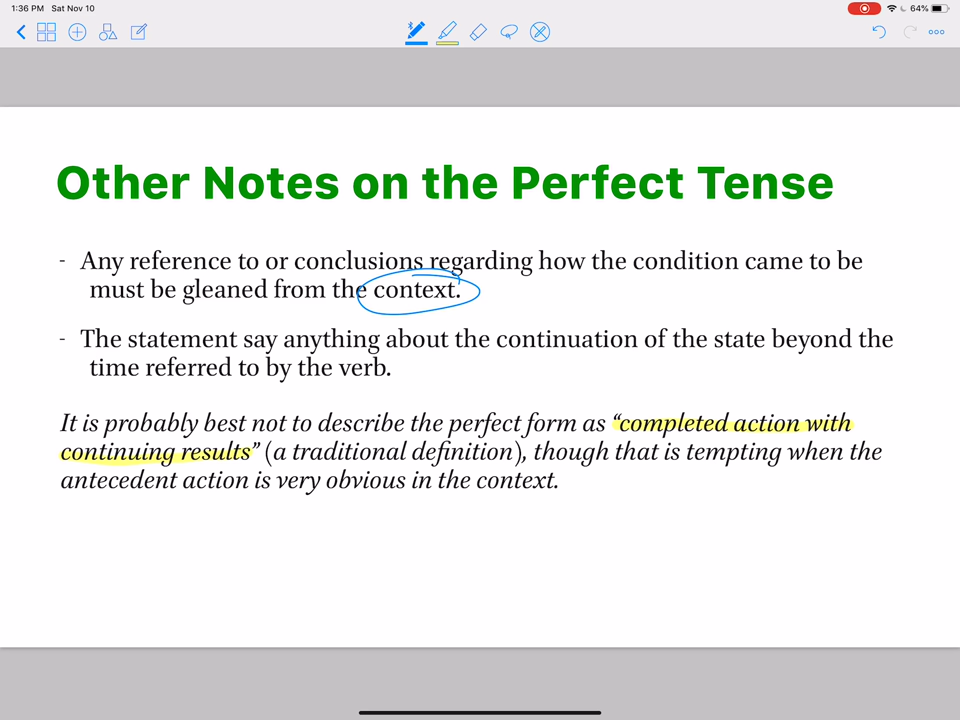 1:36 PM Sat Nov 10
64%
Other Notes on the Perfect Tense
- Any reference to or conclusions regarding how the condition came to be
must be gleaned from the context.
- The statement say anything about the continuation of the state beyond the
time referred to by the verb.
It is probably best not to describe the perfect form as “completed action with
continuing results” (a traditional definition), though that is tempting when the
antecedent action is very obvious in the context.